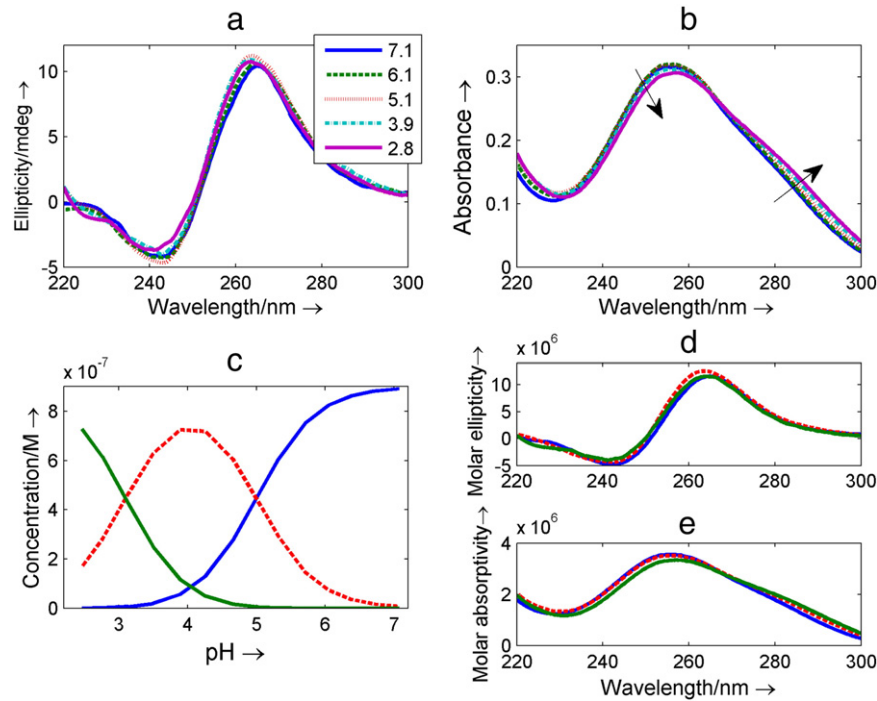 a
Ellipticity/mdeg →
10
5
0
-5
220 240 260 280 300
Wavelength/nm →
7.1
6.1
5.1
3.9
2.8
b
Absorbance →
0.3
0.2
0.1
0
220 240 260 280 300
Wavelength/nm →
c
x 10⁻⁷
Concentration/M →
8
6
4
2
0
3 4 5 6 7
pH →
d
x 10⁶
Molar ellipticity→
10
5
0
-5
220 240 260 280 300
e
x 10⁶
Molar absorptivity→
4
2
0
220 240 260 280 300
Wavelength/nm →